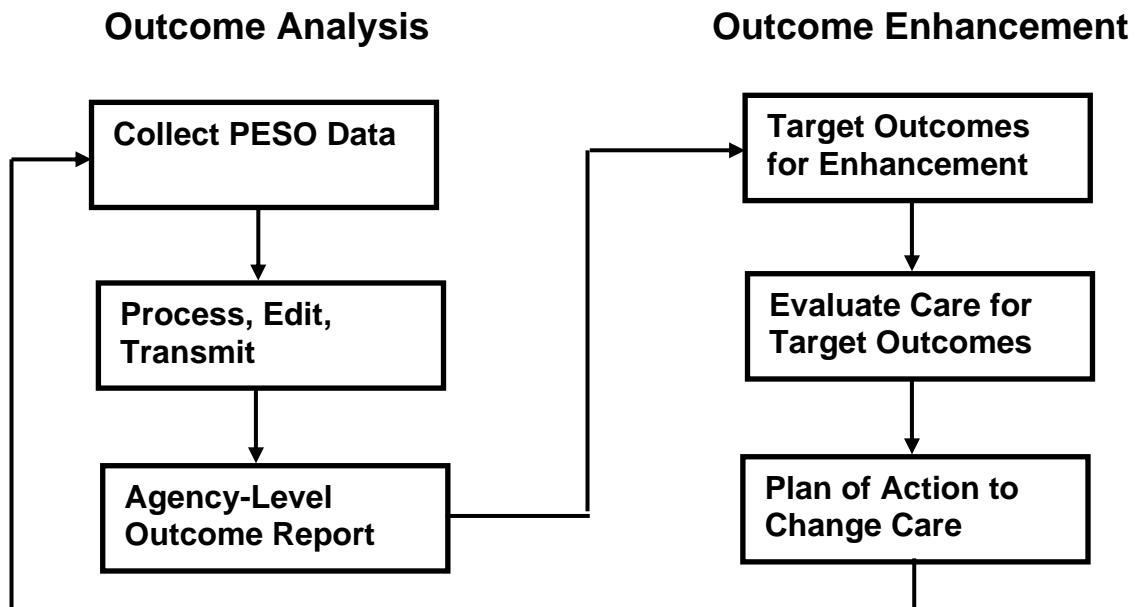 Outcome Analysis
Collect PESO Data
Process, Edit,
Transmit
Agency-Level
Outcome Report
Outcome Enhancement
Target Outcomes
for Enhancement
Evaluate Care for
Target Outcomes
Plan of Action to
Change Care